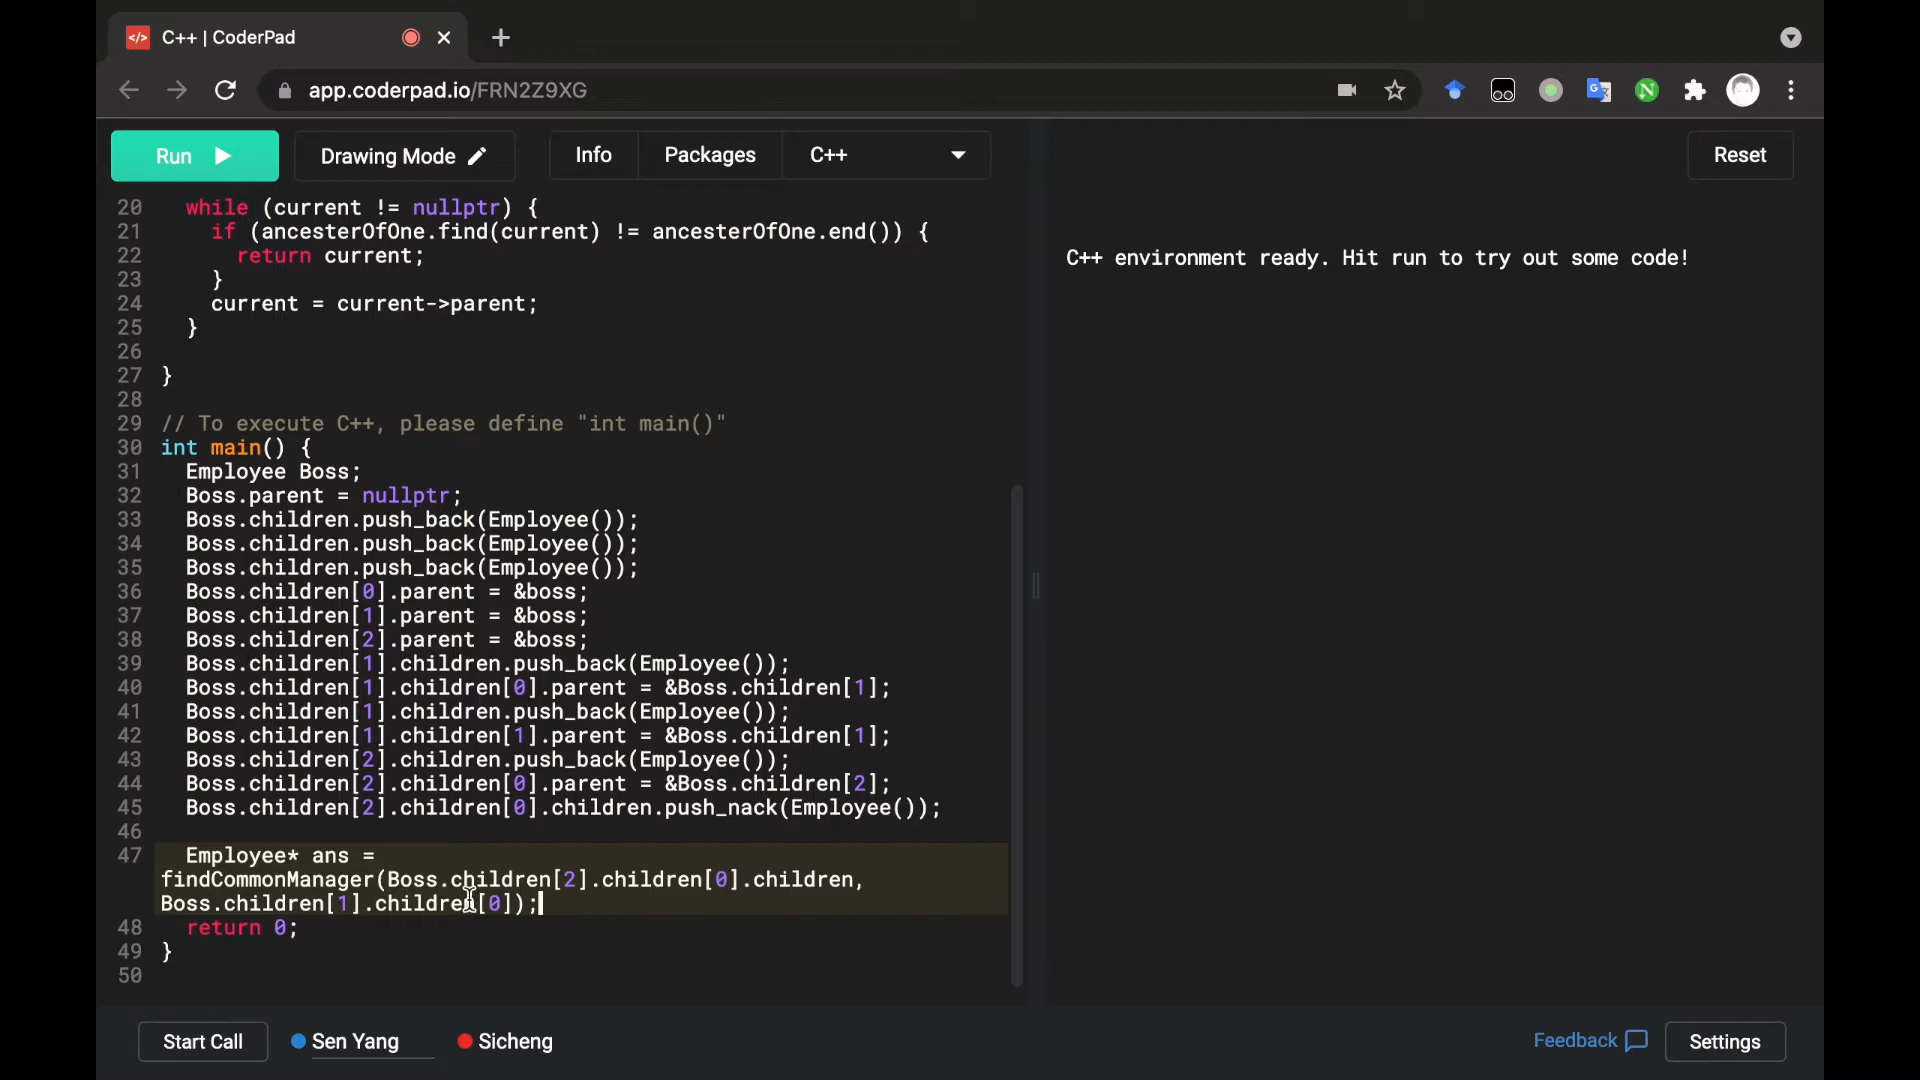 C++ | CoderPad
app.coderpad.io/FRN2Z9XG
Run
Drawing Mode
Info
Packages
C++
Reset
20 while (current != nullptr) {
21 if (ancesterOfOne.find(current) != ancesterOfOne.end()) {
22 return current;
23 }
24 current = current->parent;
25 }
26
27 }
28
29 // To execute C++, please define "int main()"
30 int main() {
31 Employee Boss;
32 Boss.parent = nullptr;
33 Boss.children.push_back(Employee());
34 Boss.children.push_back(Employee());
35 Boss.children.push_back(Employee());
36 Boss.children[0].parent = &boss;
37 Boss.children[1].parent = &boss;
38 Boss.children[2].parent = &boss;
39 Boss.children[1].children.push_back(Employee());
40 Boss.children[1].children[0].parent = &Boss.children[1];
41 Boss.children[1].children.push_back(Employee());
42 Boss.children[1].children[1].parent = &Boss.children[1];
43 Boss.children[2].children.push_back(Employee());
44 Boss.children[2].children[0].parent = &Boss.children[2];
45 Boss.children[2].children[0].children.push_nack(Employee());
46
47 Employee* ans =
findCommonManager(Boss.children[2].children[0].children,
Boss.children[1].children[0]);
48 return 0;
49 }
50
C++ environment ready. Hit run to try out some code!
Start Call
Sen Yang
Sicheng
Feedback
Settings